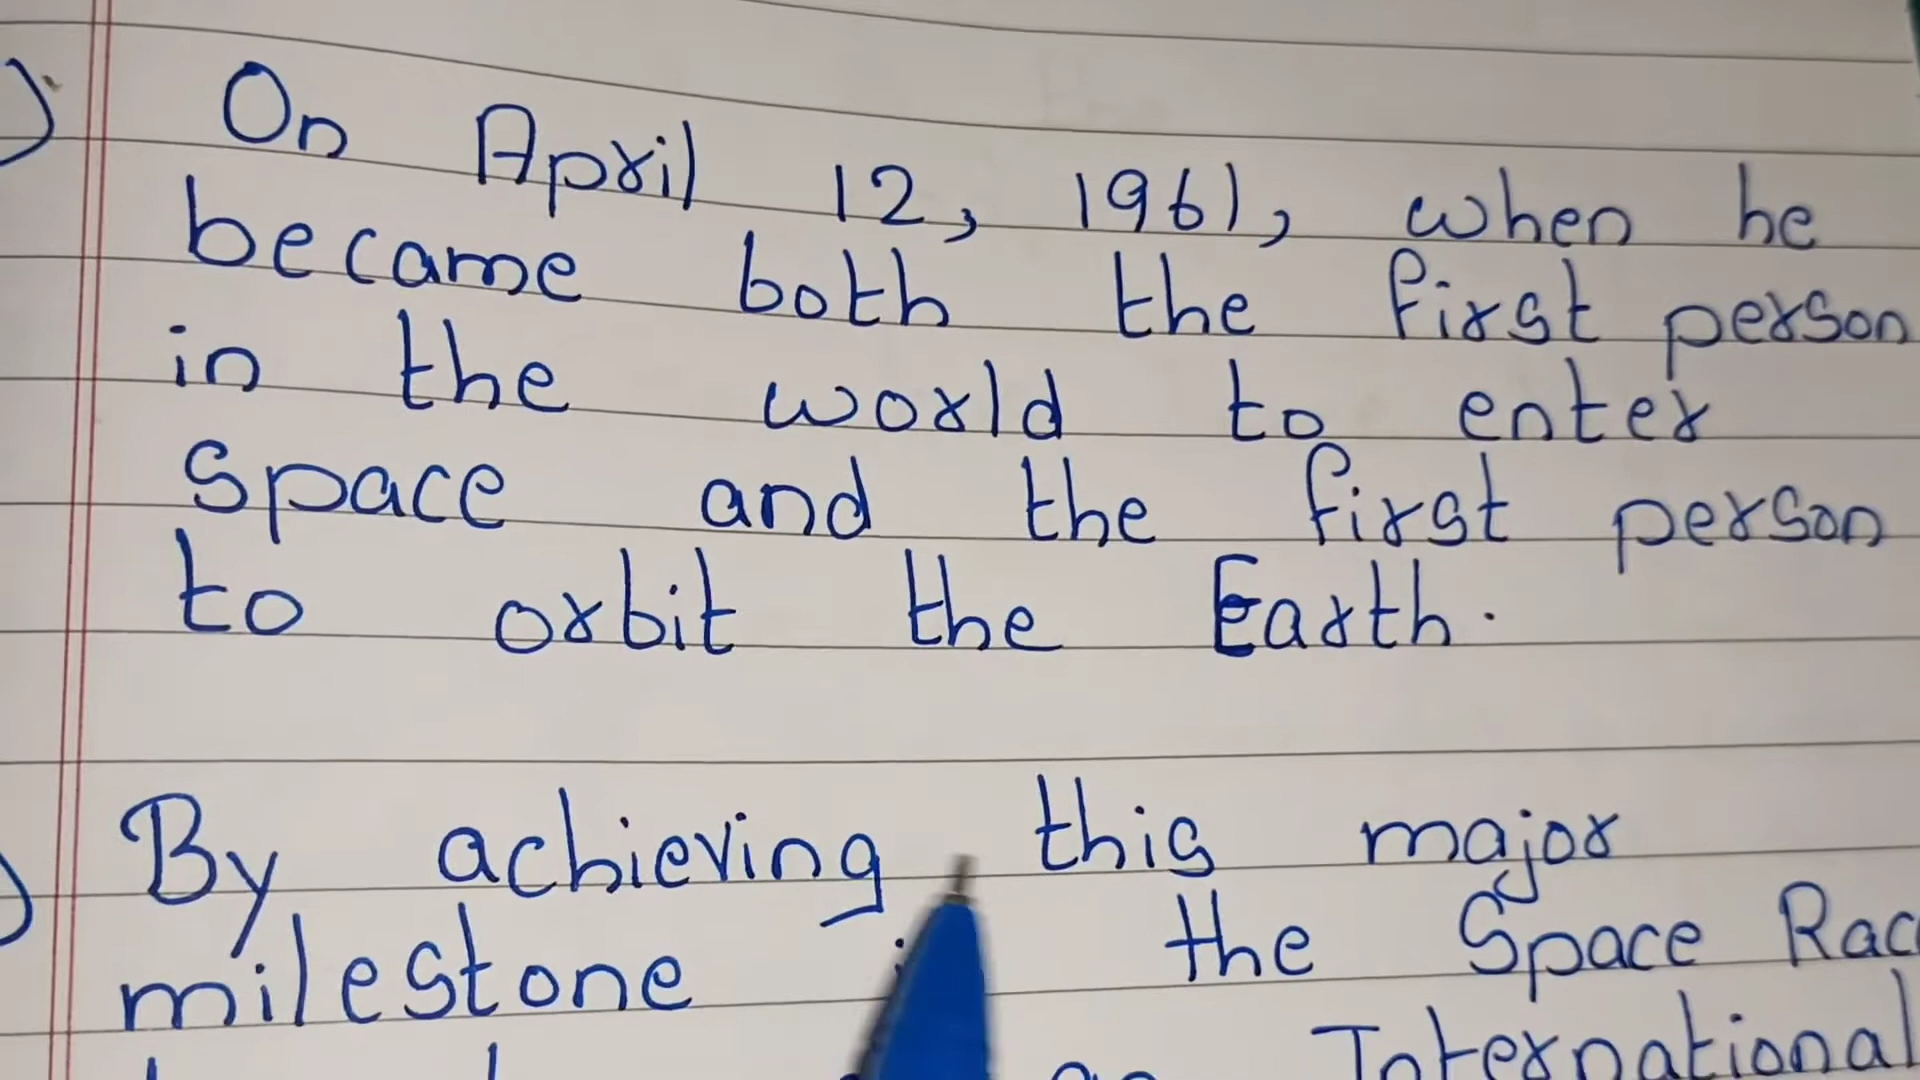 ) On April 12, 1961, when he
became both the first person
in the world to enter
space and the first person
to orbit the Earth.
) By achieving this major
milestone the Space Rac
International